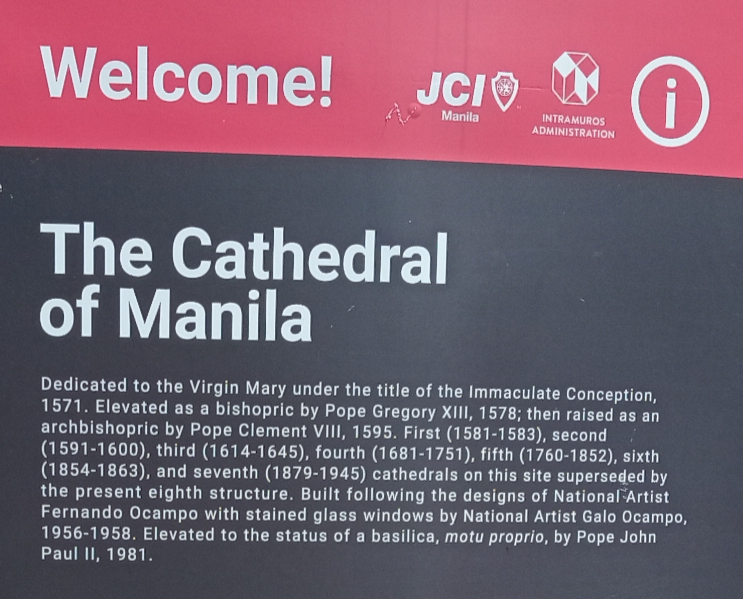 Welcome!
JCI
Manila
INTRAMUROS
ADMINISTRATION
i
The Cathedral
of Manila
Dedicated to the Virgin Mary under the title of the Immaculate Conception,
1571. Elevated as a bishopric by Pope Gregory XIII, 1578; then raised as an
archbishopric by Pope Clement VIII, 1595. First (1581-1583), second
(1591-1600), third (1614-1645), fourth (1681-1751), fifth (1760-1852), sixth
(1854-1863), and seventh (1879-1945) cathedrals on this site superseded by
the present eighth structure. Built following the designs of National Artist
Fernando Ocampo with stained glass windows by National Artist Galo Ocampo,
1956-1958. Elevated to the status of a basilica, motu proprio, by Pope John
Paul II, 1981.